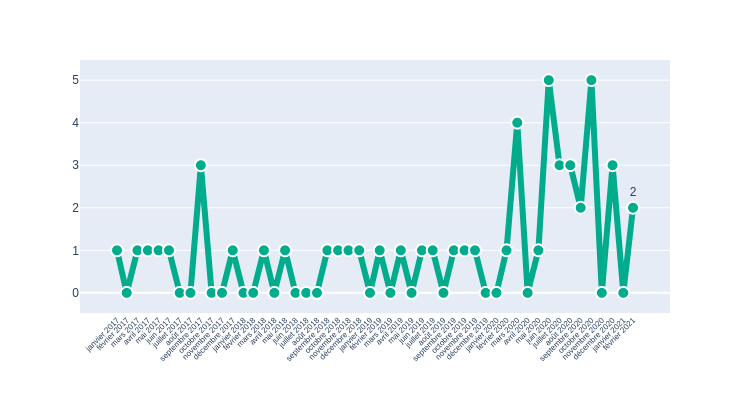 5
4
3
2
1
0
2
janvier 2017
février 2017
mars 2017
avril 2017
mai 2017
juin 2017
juillet 2017
août 2017
septembre 2017
octobre 2017
novembre 2017
décembre 2017
janvier 2018
février 2018
mars 2018
avril 2018
mai 2018
juin 2018
juillet 2018
août 2018
septembre 2018
octobre 2018
novembre 2018
décembre 2018
janvier 2019
février 2019
mars 2019
avril 2019
mai 2019
juin 2019
juillet 2019
août 2019
septembre 2019
octobre 2019
novembre 2019
décembre 2019
janvier 2020
février 2020
mars 2020
avril 2020
mai 2020
juin 2020
juillet 2020
août 2020
septembre 2020
octobre 2020
novembre 2020
décembre 2020
janvier 2021
février 2021